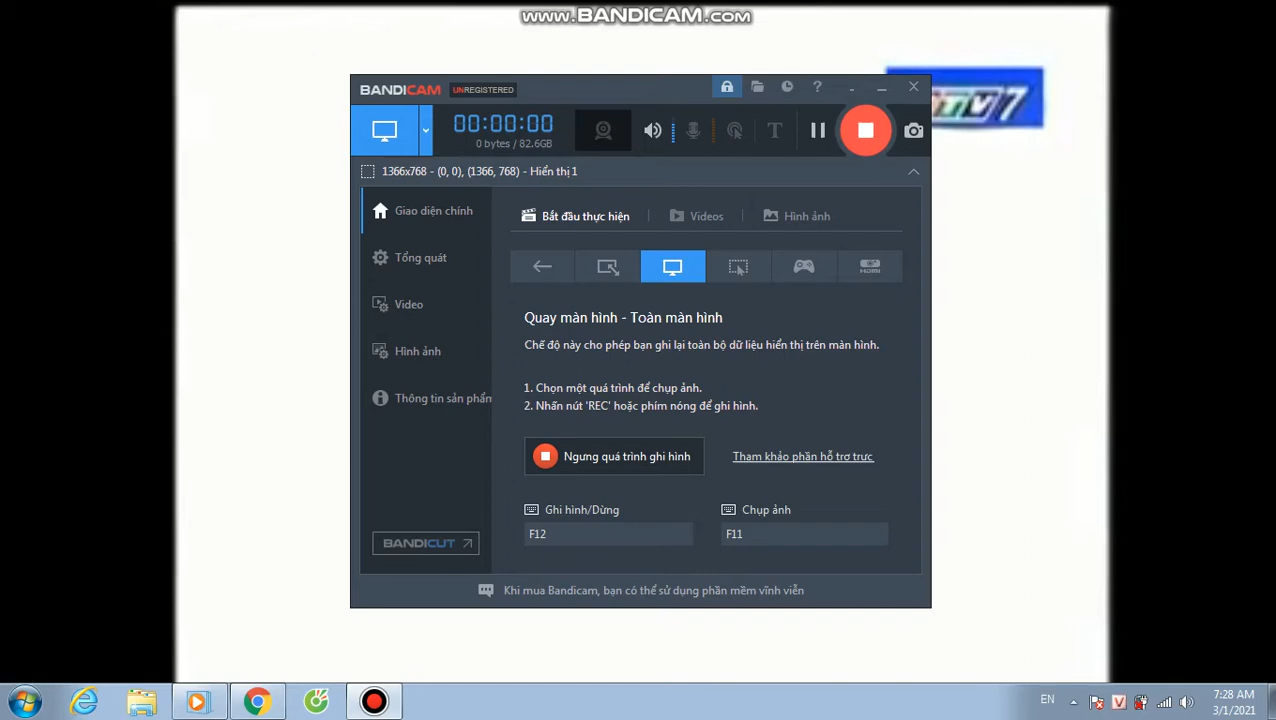 www.BANDICAM.com
BANDICAM UNREGISTERED
TV7
00:00:00
0 bytes / 82.6GB
T
1366x768 - (0, 0), (1366, 768) - Hiển thị 1
Giao diện chính
Tổng quát
Video
Hình ảnh
Thông tin sản phẩm
BANDICUT
Bắt đầu thực hiện
Videos
Hình ảnh
HDMI
Quay màn hình - Toàn màn hình
Chế độ này cho phép bạn ghi lại toàn bộ dữ liệu hiển thị trên màn hình.
1. Chọn một quá trình để chụp ảnh.
2. Nhấn nút 'REC' hoặc phím nóng để ghi hình.
Ngưng quá trình ghi hình
Tham khảo phần hỗ trợ trực
Ghi hình/Dừng
Chụp ảnh
F12
F11
Khi mua Bandicam, bạn có thể sử dụng phần mềm vĩnh viễn
EN
7:28 AM
3/1/2021